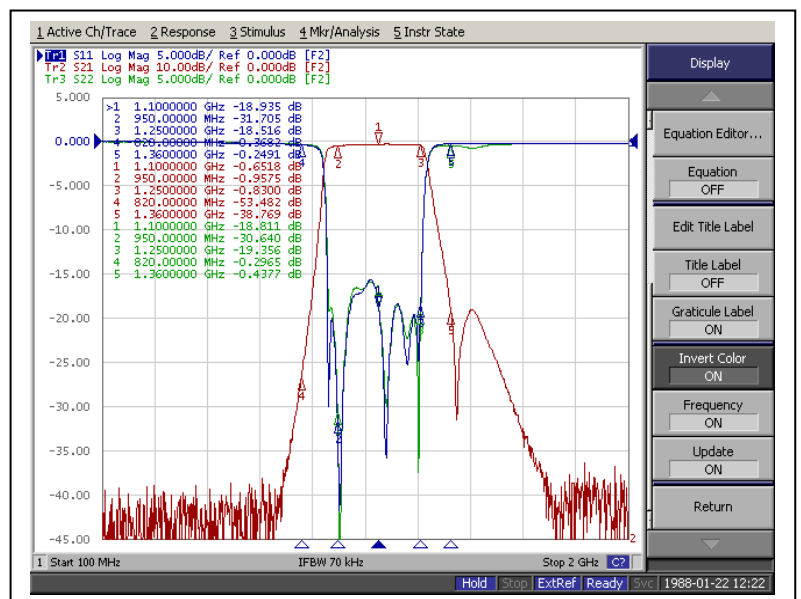 1 Active Ch/Trace 2 Response 3 Stimulus 4 Mkr/Analysis 5 Instr State
Tr1 S11 Log Mag 5.000dB/ Ref 0.000dB [F2]
Tr2 S21 Log Mag 10.00dB/ Ref 0.000dB [F2]
Tr3 S22 Log Mag 5.000dB/ Ref 0.000dB [F2]
5.000
0.000
-5.000
-10.00
-15.00
-20.00
-25.00
-30.00
-35.00
-40.00
-45.00
>1 1.1000000 GHz -18.935 dB
2 950.00000 MHz -31.705 dB
3 1.2500000 GHz -18.516 dB
4 820.00000 MHz -0.3682 dB
5 1.3600000 GHz -0.2491 dB
1 1.1000000 GHz -0.6518 dB
2 950.00000 MHz -0.9575 dB
3 1.2500000 GHz -0.8300 dB
4 820.00000 MHz -53.482 dB
5 1.3600000 GHz -38.769 dB
1 1.1000000 GHz -18.811 dB
2 950.00000 MHz -30.640 dB
3 1.2500000 GHz -19.356 dB
4 820.00000 MHz -0.2965 dB
5 1.3600000 GHz -0.4377 dB
1 Start 100 MHz IFBW 70 kHz Stop 2 GHz C?
Display
Equation Editor...
Equation
OFF
Edit Title Label
Title Label
OFF
Graticule Label
ON
Invert Color
ON
Frequency
ON
Update
ON
Return
Hold Stop ExtRef Ready Svc 1988-01-22 12:22